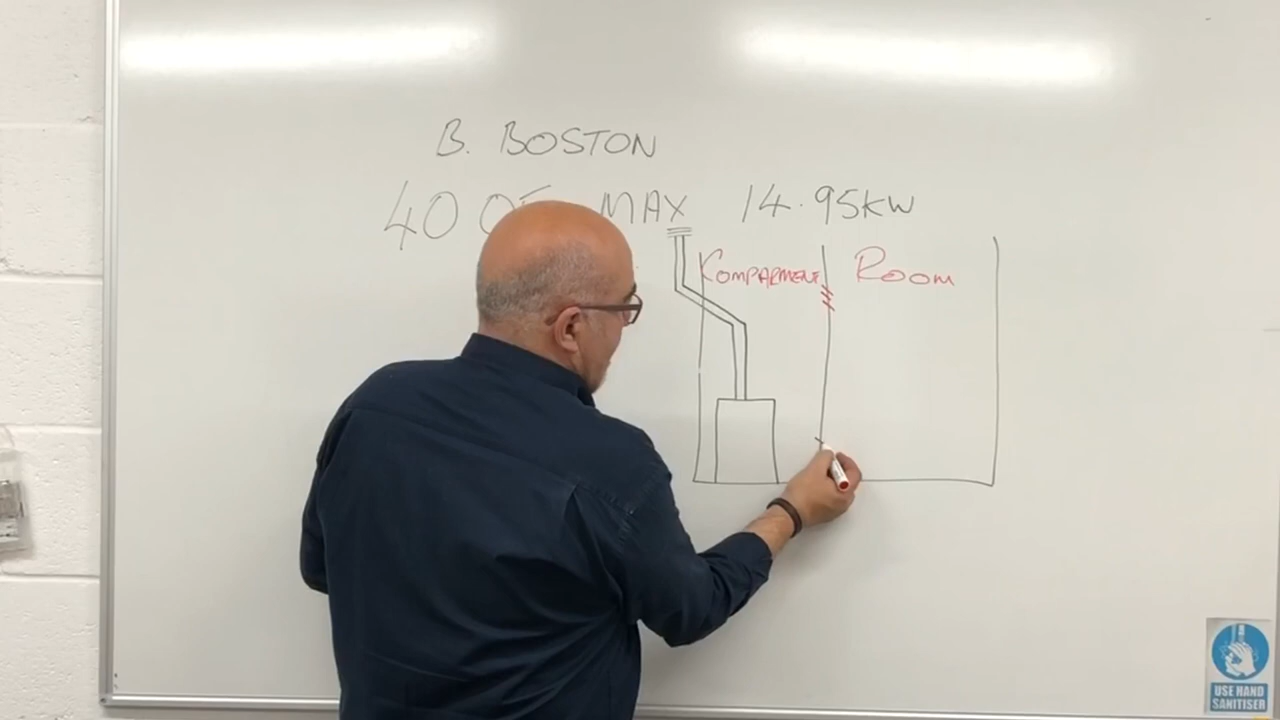 B. BOSTON
40 OF MAX 14.95KW
KOMPARMENT ROOM
USE HAND
SANITISER